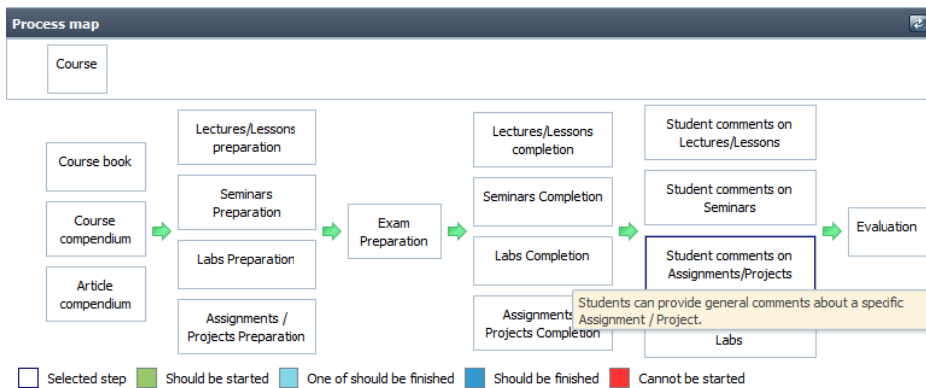 Process map
Course
Course book
Course
compendium
Article
compendium
Lectures/Lessons
preparation
Seminars
Preparation
Labs Preparation
Assignments /
Projects Preparation
Exam
Preparation
Lectures/Lessons
completion
Seminars Completion
Labs Completion
Assignments
Projects Completion
Student comments on
Lectures/Lessons
Student comments on
Seminars
Student comments on
Assignments/Projects
Students can provide general comments about a specific
Assignment / Project.
Labs
Evaluation
Selected step
Should be started
One of should be finished
Should be finished
Cannot be started